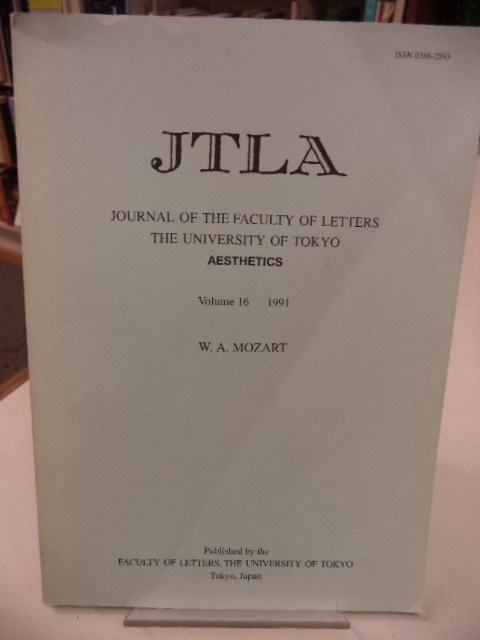 ISSN 0386-2593
JTLA
JOURNAL OF THE FACULTY OF LETTERS
THE UNIVERSITY OF TOKYO
AESTHETICS
Volume 16 1991
W. A. MOZART
Published by the
FACULTY OF LETTERS, THE UNIVERSITY OF TOKYO
Tokyo, Japan